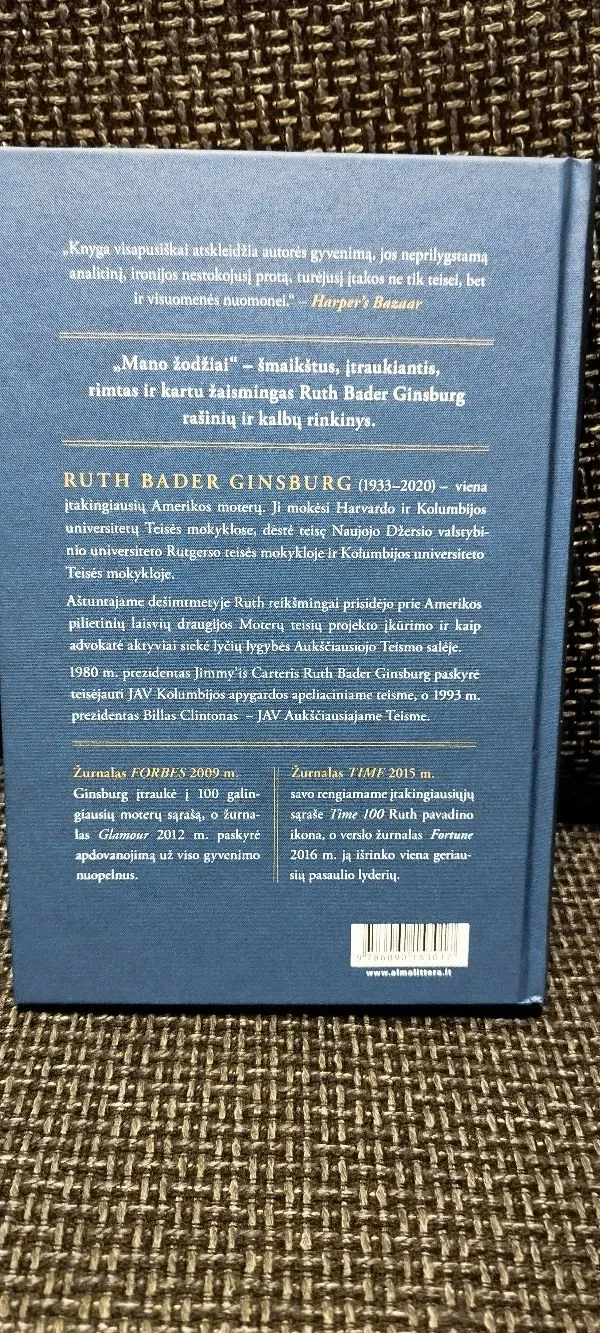 „Knyga visapusiškai atskleidžia autorės gyvenimą, jos neprilygstamą
analitinį, ironijos nestokojusį protą, turėjusį įtakos ne tik teisei, bet
ir visuomenės nuomonei.“ – Harper's Bazaar
„Mano žodžiai“ – šmaikštus, įtraukiantis,
rimtas ir kartu žaismingas Ruth Bader Ginsburg
rašinių ir kalbų rinkinys.
RUTH BADER GINSBURG (1933–2020) – viena
įtakingiausių Amerikos moterų. Ji mokėsi Harvardo ir Kolumbijos
universitetų Teisės mokyklose, dėstė teisę Naujojo Džersio valstybi-
nio universiteto Rutgerso teisės mokykloje ir Kolumbijos universiteto
Teisės mokykloje.
Aštuntajame dešimtmetyje Ruth reikšmingai prisidėjo prie Amerikos
pilietinių laisvių draugijos Moterų teisių projekto įkūrimo ir kaip
advokatė aktyviai siekė lyčių lygybės Aukščiausiojo Teismo salėje.
1980 m. prezidentas Jimmy'is Carteris Ruth Bader Ginsburg paskyrė
teisėjauti JAV Kolumbijos apygardos apeliaciniame teisme, o 1993 m.
prezidentas Billas Clintonas – JAV Aukščiausiajame Teisme.
Žurnalas FORBES 2009 m.
Ginsburg įtraukė į 100 galin-
giausių moterų sąrašą, o žurna-
las Glamour 2012 m. paskyrė
apdovanojimą už viso gyvenimo
nuopelnus.
Žurnalas TIME 2015 m.
savo rengiamame įtakingiausiųjų
sąraše Time 100 Ruth pavadino
ikona, o verslo žurnalas Fortune
2016 m. ją išrinko viena geriau-
sių pasaulio lyderių.
9 786090 153017
www.almalittera.lt